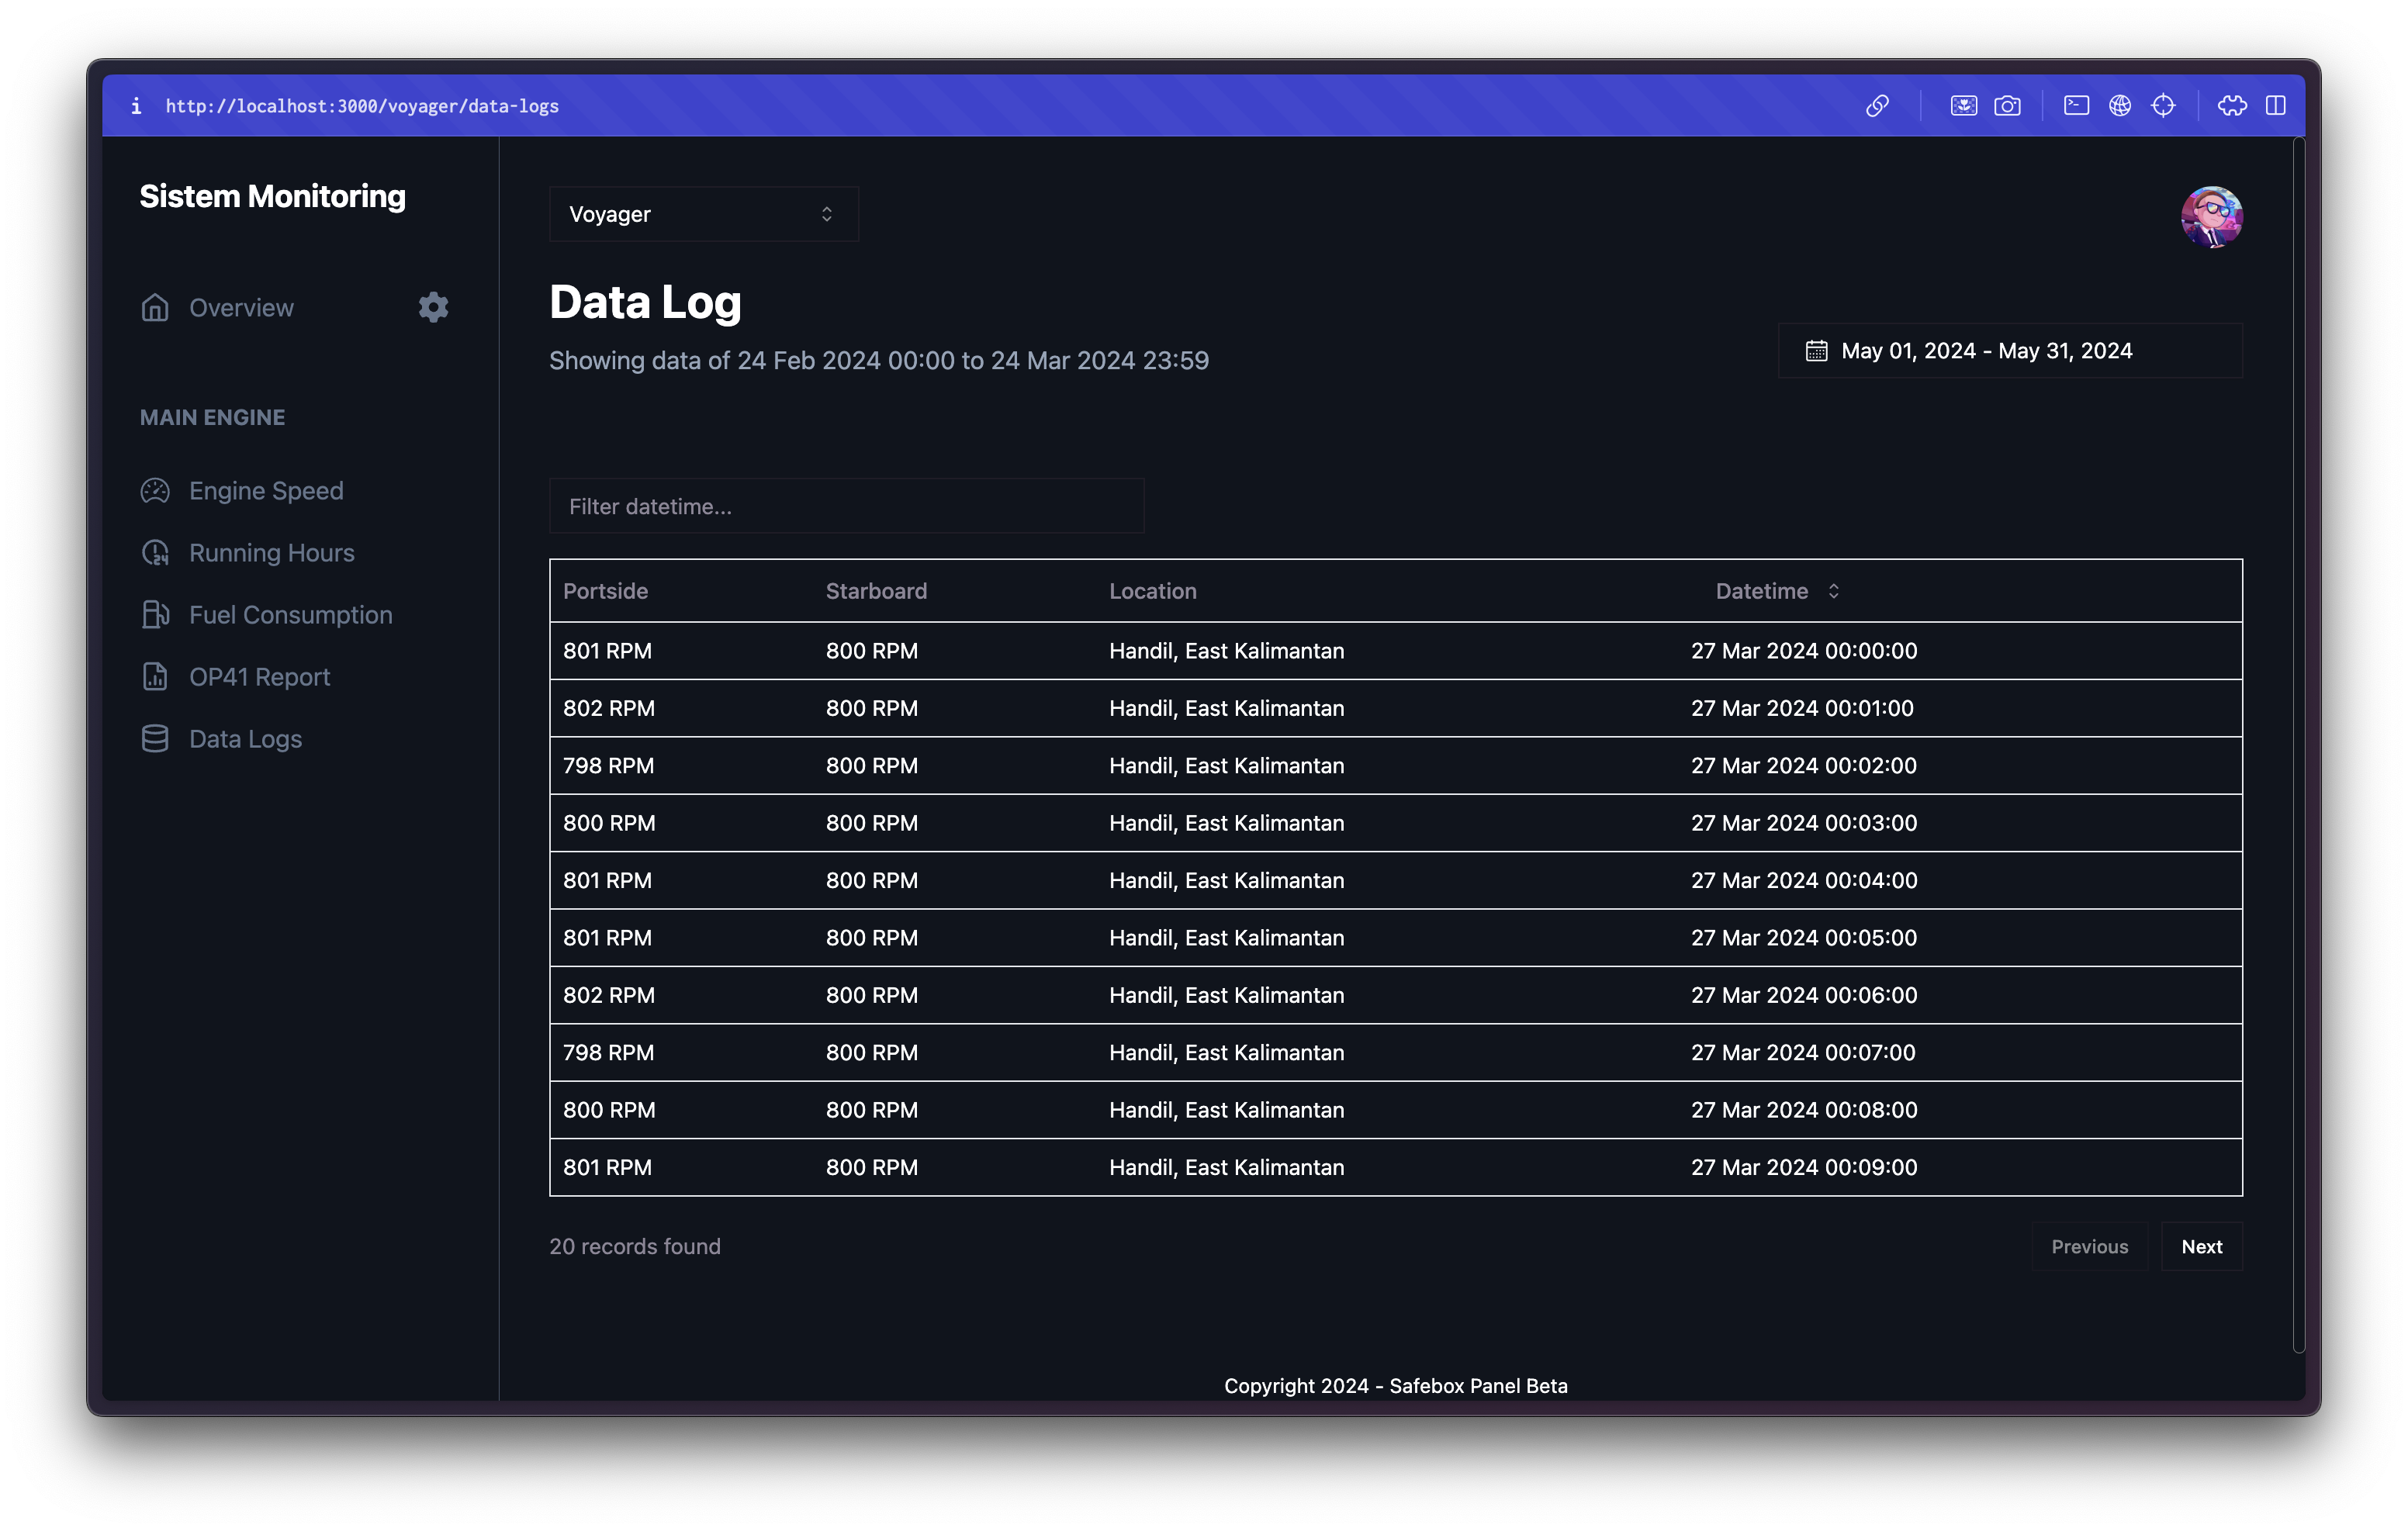 i http://localhost:3000/voyager/data-logs
Sistem Monitoring
Overview
MAIN ENGINE
Engine Speed
Running Hours
Fuel Consumption
OP41 Report
Data Logs
Voyager
Data Log
Showing data of 24 Feb 2024 00:00 to 24 Mar 2024 23:59
May 01, 2024 - May 31, 2024
Filter datetime...
Portside Starboard Location Datetime
801 RPM 800 RPM Handil, East Kalimantan 27 Mar 2024 00:00:00
802 RPM 800 RPM Handil, East Kalimantan 27 Mar 2024 00:01:00
798 RPM 800 RPM Handil, East Kalimantan 27 Mar 2024 00:02:00
800 RPM 800 RPM Handil, East Kalimantan 27 Mar 2024 00:03:00
801 RPM 800 RPM Handil, East Kalimantan 27 Mar 2024 00:04:00
801 RPM 800 RPM Handil, East Kalimantan 27 Mar 2024 00:05:00
802 RPM 800 RPM Handil, East Kalimantan 27 Mar 2024 00:06:00
798 RPM 800 RPM Handil, East Kalimantan 27 Mar 2024 00:07:00
800 RPM 800 RPM Handil, East Kalimantan 27 Mar 2024 00:08:00
801 RPM 800 RPM Handil, East Kalimantan 27 Mar 2024 00:09:00
20 records found
Previous Next
Copyright 2024 - Safebox Panel Beta